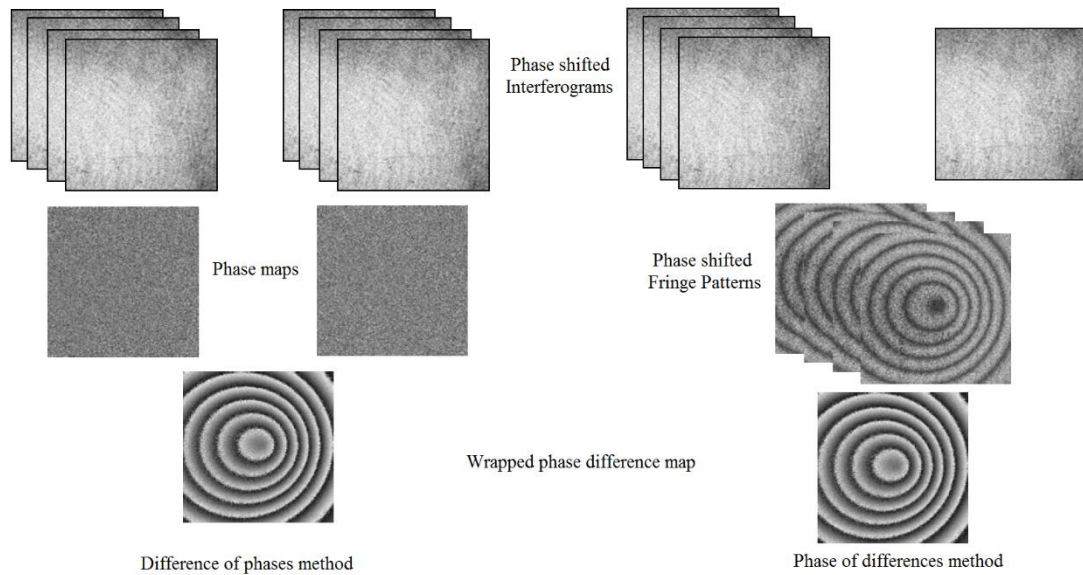 Phase shifted
Interferograms
Phase maps
Phase shifted
Fringe Patterns
Wrapped phase difference map
Difference of phases method
Phase of differences method